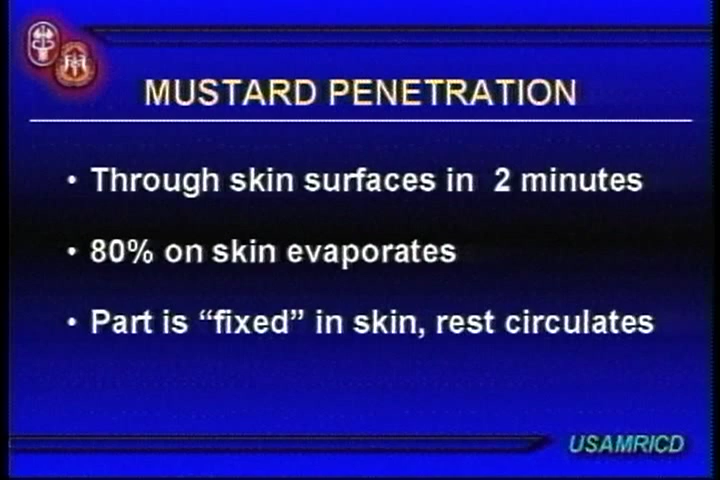 MUSTARD PENETRATION
• Through skin surfaces in 2 minutes
• 80% on skin evaporates
• Part is “fixed” in skin, rest circulates
USAMRICD